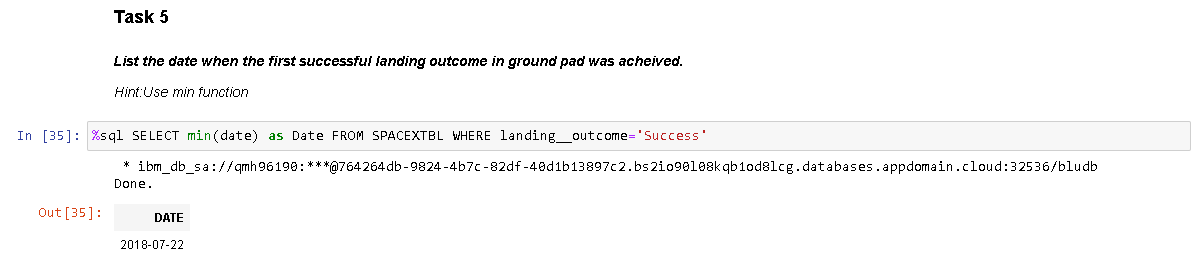 Task 5
List the date when the first successful landing outcome in ground pad was acheived.
Hint:Use min function
In [35]: %sql SELECT min(date) as Date FROM SPACEXTBL WHERE landing__outcome='Success'
* ibm_db_sa://qmh96190:***@764264db-9824-4b7c-82df-40d1b13897c2.bs2io90l08kqb1od8lcg.databases.appdomain.cloud:32536/bludb
Done.
Out[35]: DATE
2018-07-22